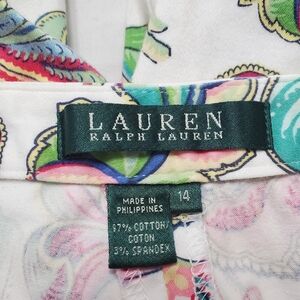 LAUREN
RALPH LAUREN
MADE IN
PHILIPPINES
14
97% COTTON/
COTON
3% SPANDEX